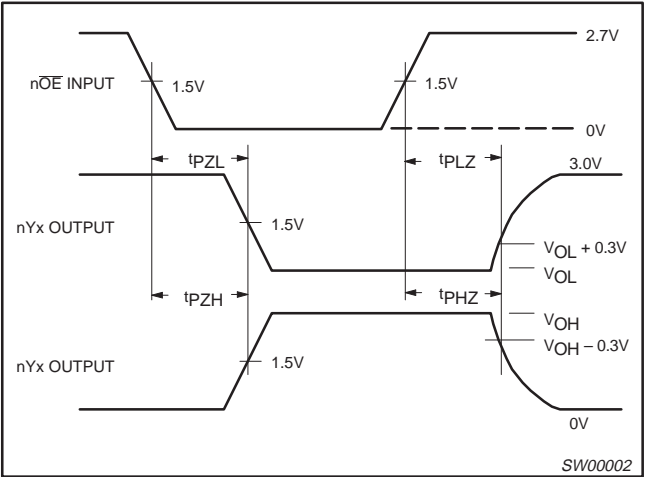 2.7V
nO̅E̅ INPUT
1.5V
1.5V
0V
tPZL
tPLZ
3.0V
nYx OUTPUT
1.5V
VOL + 0.3V
VOL
tPZH
tPHZ
VOH
VOH – 0.3V
nYx OUTPUT
1.5V
0V
SW00002